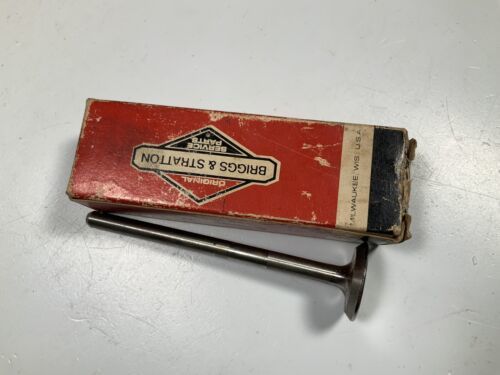 ORIGINAL
BRIGGS & STRATTON
SERVICE
PARTS
MILWAUKEE, WIS. U.S.A.